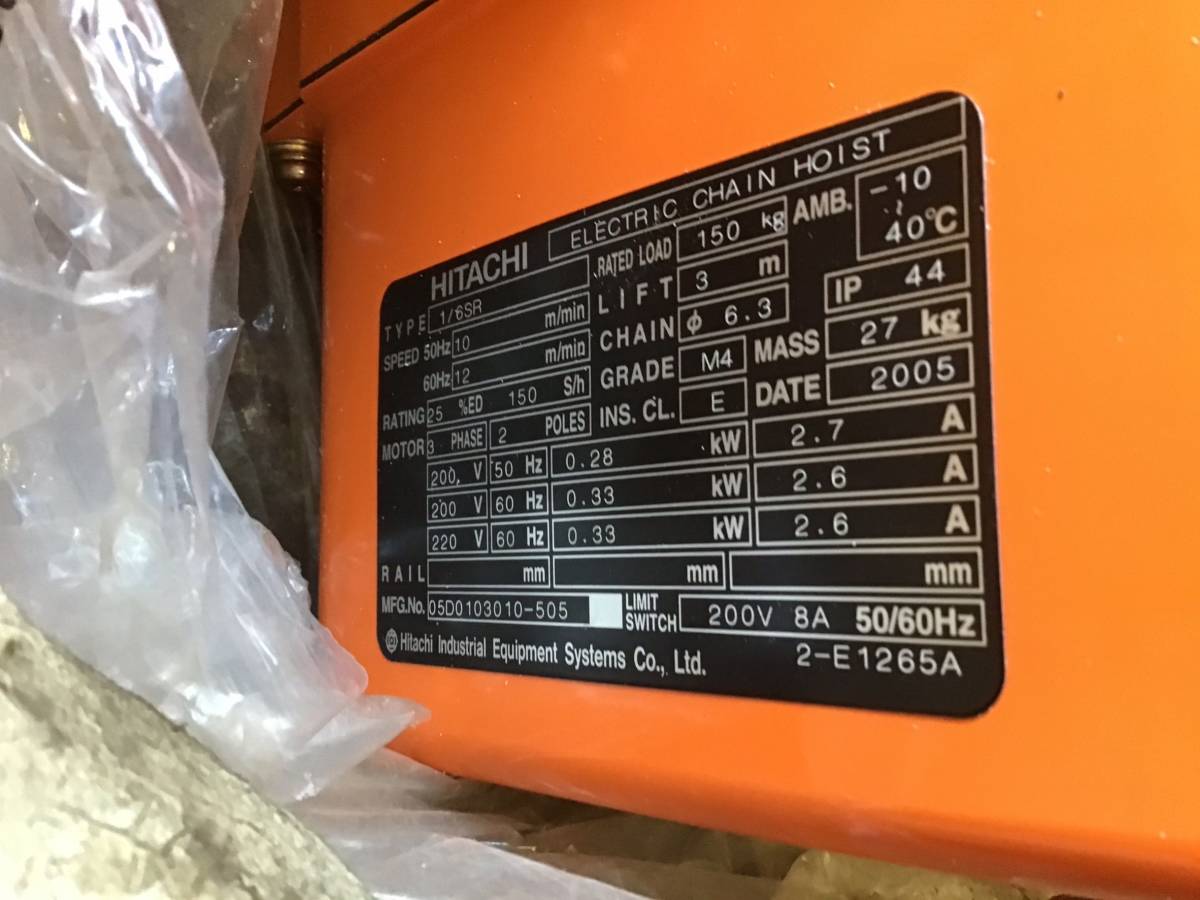 HITACHI ELECTRIC CHAIN HOIST
TYPE 1/6SR RATED LOAD 150 kg AMB. -10 ~ 40℃
SPEED 50Hz 10 m/min LIFT 3 m IP 44
60Hz 12 m/min CHAIN φ 6.3 MASS 27 kg
RATING 25 %ED 150 S/h GRADE M4 DATE 2005
MOTOR 3 PHASE 2 POLES INS. CL. E
200 V 50 Hz 0.28 kW 2.7 A
200 V 60 Hz 0.33 kW 2.6 A
220 V 60 Hz 0.33 kW 2.6 A
RAIL mm mm mm
MFG.No. 05D0103010-505 LIMIT SWITCH 200V 8A 50/60Hz
Hitachi Industrial Equipment Systems Co., Ltd. 2-E1265A